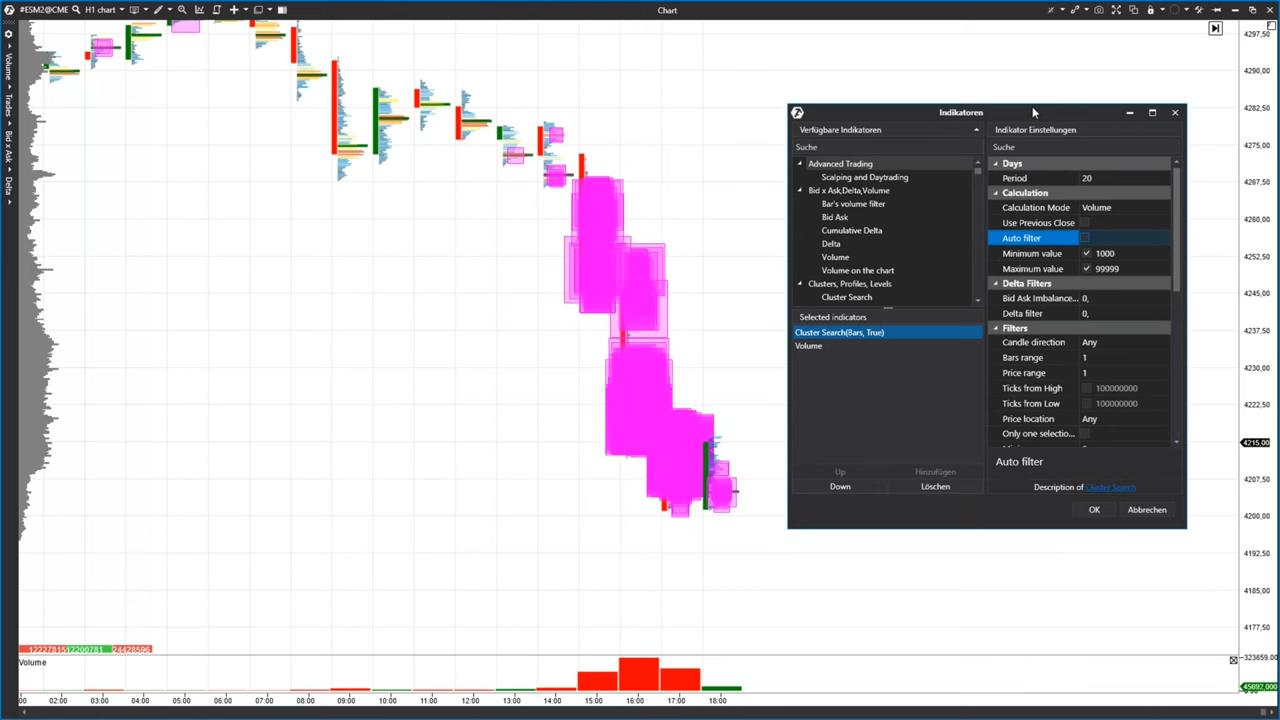 #ESM2@CME H1 chart Chart
Volume
Trades
Bid x Ask
Delta
4297,50
4290,00
4282,50
4275,00
4267,50
4260,00
4252,50
4245,00
4237,50
4230,00
4222,50
4215,00
4207,50
4200,00
4192,50
4185,00
4177,50
Indikatoren
Verfügbare Indikatoren
Suche
Advanced Trading
Scalping and Daytrading
Bid x Ask,Delta,Volume
Bar's volume filter
Bid Ask
Cumulative Delta
Delta
Volume
Volume on the chart
Clusters, Profiles, Levels
Cluster Search
Selected indicators
Cluster Search(Bars, True)
Volume
Up Hinzufügen
Down Löschen
Indikator Einstellungen
Suche
Days
Period 20
Calculation
Calculation Mode Volume
Use Previous Close
Auto filter
Minimum value 1000
Maximum value 99999
Delta Filters
Bid Ask Imbalance... 0,
Delta filter 0,
Filters
Candle direction Any
Bars range 1
Price range 1
Ticks from High 100000000
Ticks from Low 100000000
Price location Any
Only one selectio...
Auto filter
Description of Cluster Search
OK Abbrechen
12227815 12200781 24428596
Volume
323659,00
45692,000
:00 02:00 03:00 04:00 05:00 06:00 07:00 08:00 09:00 10:00 11:00 12:00 13:00 14:00 15:00 16:00 17:00 18:00